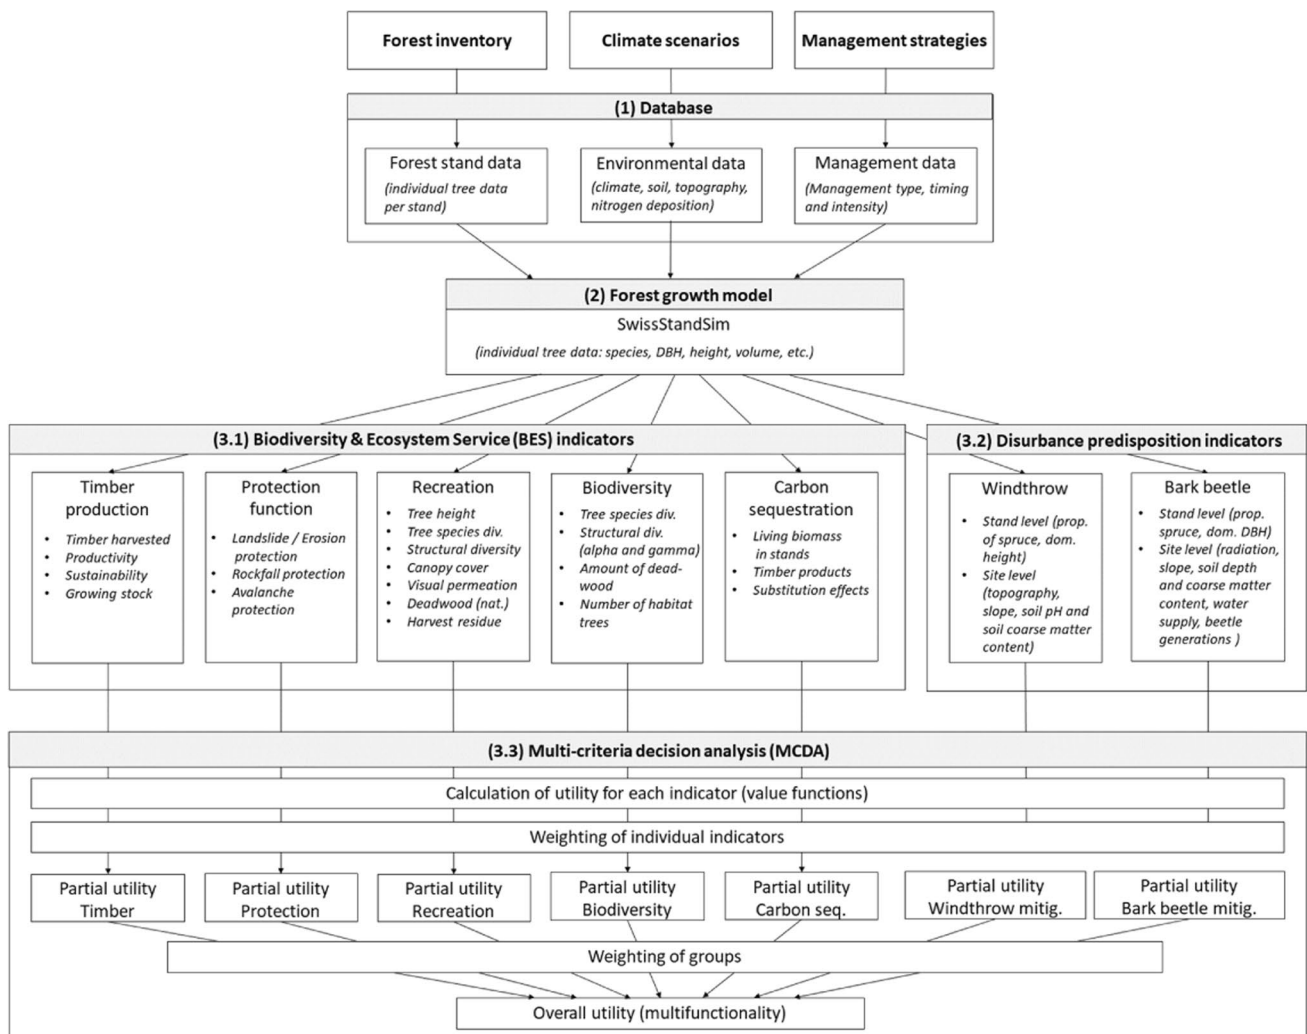 Forest inventory
Climate scenarios
Management strategies
(1) Database
Forest stand data
(individual tree data
per stand)
Environmental data
(climate, soil, topography,
nitrogen deposition)
Management data
(Management type, timing
and intensity)
(2) Forest growth model
SwissStandSim
(individual tree data: species, DBH, height, volume, etc.)
(3.1) Biodiversity & Ecosystem Service (BES) indicators
Timber
production
• Timber harvested
• Productivity
• Sustainability
• Growing stock
Protection
function
• Landslide / Erosion
protection
• Rockfall protection
• Avalanche
protection
Recreation
• Tree height
• Tree species div.
• Structural diversity
• Canopy cover
• Visual permeation
• Deadwood (nat.)
• Harvest residue
Biodiversity
• Tree species div.
• Structural div.
(alpha and gamma)
• Amount of dead-
wood
• Number of habitat
trees
Carbon
sequestration
• Living biomass
in stands
• Timber products
• Substitution effects
(3.2) Disurbance predisposition indicators
Windthrow
• Stand level (prop.
of spruce, dom.
height)
• Site level
(topography,
slope, soil pH and
soil coarse matter
content)
Bark beetle
• Stand level (prop.
spruce, dom. DBH)
• Site level (radiation,
slope, soil depth
and coarse matter
content, water
supply, beetle
generations )
(3.3) Multi-criteria decision analysis (MCDA)
Calculation of utility for each indicator (value functions)
Weighting of individual indicators
Partial utility
Timber
Partial utility
Protection
Partial utility
Recreation
Partial utility
Biodiversity
Partial utility
Carbon seq.
Partial utility
Windthrow mitig.
Partial utility
Bark beetle mitig.
Weighting of groups
Overall utility (multifunctionality)